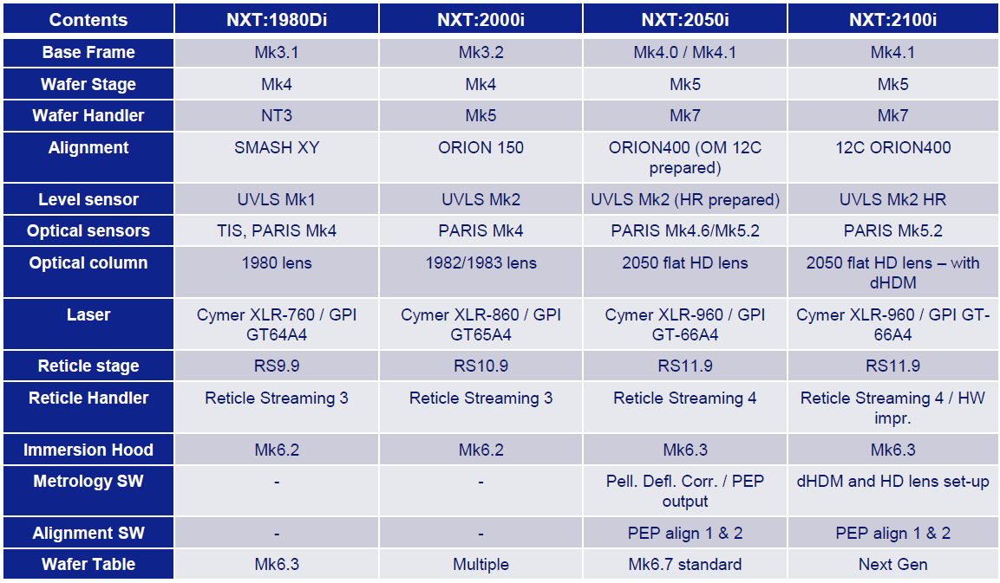 Contents NXT:1980Di NXT:2000i NXT:2050i NXT:2100i
Base Frame Mk3.1 Mk3.2 Mk4.0 / Mk4.1 Mk4.1
Wafer Stage Mk4 Mk4 Mk5 Mk5
Wafer Handler NT3 Mk5 Mk7 Mk7
Alignment SMASH XY ORION 150 ORION400 (OM 12C 12C ORION400
prepared)
Level sensor UVLS Mk1 UVLS Mk2 UVLS Mk2 (HR prepared) UVLS Mk2 HR
Optical sensors TIS, PARIS Mk4 PARIS Mk4 PARIS Mk4.6/Mk5.2 PARIS Mk5.2
Optical column 1980 lens 1982/1983 lens 2050 flat HD lens 2050 flat HD lens – with
dHDM
Laser Cymer XLR-760 / GPI Cymer XLR-860 / GPI Cymer XLR-960 / GPI Cymer XLR-960 / GPI GT-
GT64A4 GT65A4 GT-66A4 66A4
Reticle stage RS9.9 RS10.9 RS11.9 RS11.9
Reticle Handler Reticle Streaming 3 Reticle Streaming 3 Reticle Streaming 4 Reticle Streaming 4 / HW
impr.
Immersion Hood Mk6.2 Mk6.2 Mk6.3 Mk6.3
Metrology SW - - Pell. Defl. Corr. / PEP dHDM and HD lens set-up
output
Alignment SW - - PEP align 1 & 2 PEP align 1 & 2
Wafer Table Mk6.3 Multiple Mk6.7 standard Next Gen